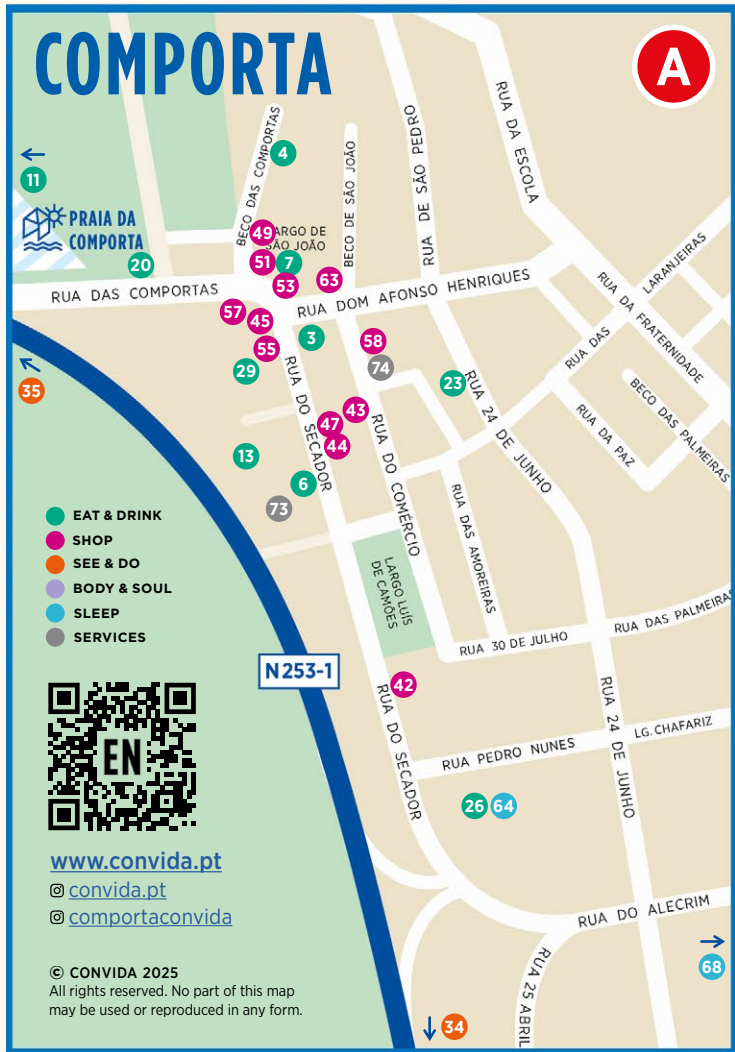 COMPORTA
A
BECO DAS COMPORTAS
4
BECO DE SÃO JOÃO
RUA DE SÃO PEDRO
RUA DA ESCOLA
11
PRAIA DA
COMPORTA
20
49
LARGO DE
SÃO JOÃO
51
7
53
63
RUA DAS COMPORTAS
RUA DOM AFONSO HENRIQUES
LARANJEIRAS
RUA DAS
RUA DA FRATERNIDADE
57
45
3
58
55
74
29
23
35
RUA DO SECADOR
43
47
44
RUA DO COMÉRCIO
RUA 24 DE JUNHO
RUA DA PAZ
BECO DAS PALMEIRAS
13
6
73
RUA DAS AMOREIRAS
EAT & DRINK
SHOP
SEE & DO
BODY & SOUL
SLEEP
SERVICES
LARGO LUÍS
DE CAMÕES
RUA 30 DE JULHO
RUA DAS PALMEIRAS
N253-1
42
RUA DO SECADOR
RUA PEDRO NUNES
LG. CHAFARIZ
RUA 24 DE JUNHO
EN
26
64
www.convida.pt
convida.pt
comportaconvida
RUA DO ALECRIM
RUA 25 ABRIL
68
34
© CONVIDA 2025
All rights reserved. No part of this map
may be used or reproduced in any form.